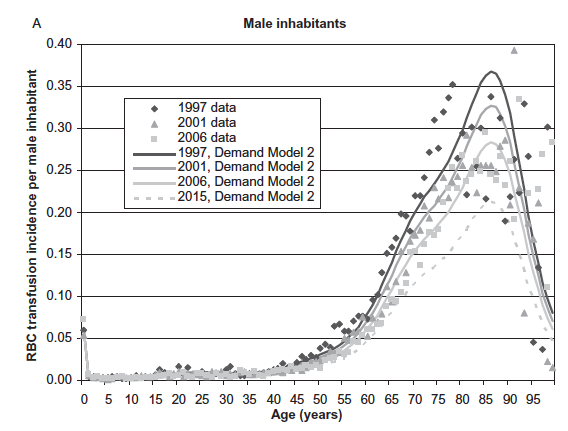 A
Male inhabitants
RBC transfusion incidence per male inhabitant
0.40
0.35
0.30
0.25
0.20
0.15
0.10
0.05
0.00
1997 data
2001 data
2006 data
1997, Demand Model 2
2001, Demand Model 2
2006, Demand Model 2
2015, Demand Model 2
0 5 10 15 20 25 30 35 40 45 50 55 60 65 70 75 80 85 90 95
Age (years)